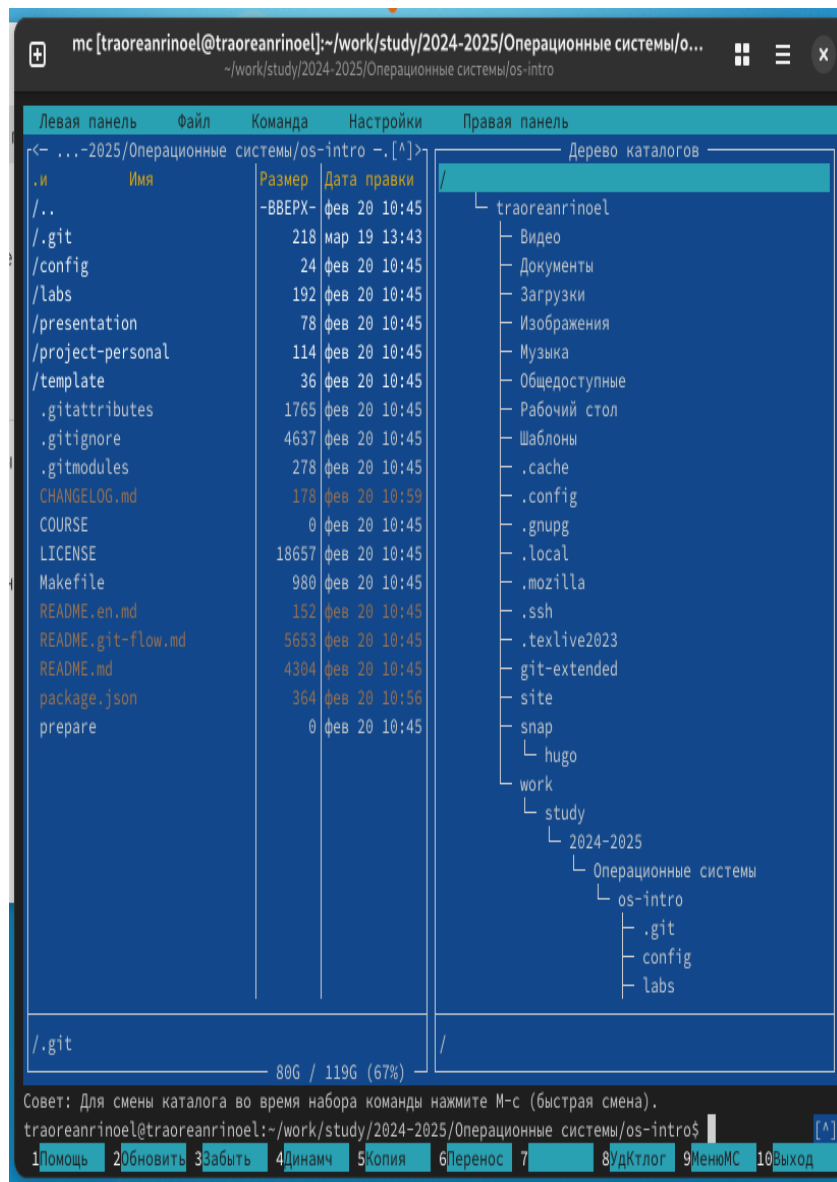 mc [traoreanrinoel@traoreanrinoel]:~/work/study/2024-2025/Операционные системы/o...
~/work/study/2024-2025/Операционные системы/os-intro
Левая панель Файл Команда Настройки Правая панель
<- ...-2025/Операционные системы/os-intro -.[^]>
.и Имя Размер Дата правки
/.. -ВВЕРХ- фев 20 10:45
/.git 218 мар 19 13:43
/config 24 фев 20 10:45
/labs 192 фев 20 10:45
/presentation 78 фев 20 10:45
/project-personal 114 фев 20 10:45
/template 36 фев 20 10:45
.gitattributes 1765 фев 20 10:45
.gitignore 4637 фев 20 10:45
.gitmodules 278 фев 20 10:45
CHANGELOG.md 178 фев 20 10:59
COURSE 0 фев 20 10:45
LICENSE 18657 фев 20 10:45
Makefile 980 фев 20 10:45
README.en.md 152 фев 20 10:45
README.git-flow.md 5653 фев 20 10:45
README.md 4304 фев 20 10:45
package.json 364 фев 20 10:56
prepare 0 фев 20 10:45
/.git
80G / 119G (67%)
Дерево каталогов
/
traoreanrinoel
Видео
Документы
Загрузки
Изображения
Музыка
Общедоступные
Рабочий стол
Шаблоны
.cache
.config
.gnupg
.local
.mozilla
.ssh
.texlive2023
git-extended
site
snap
hugo
work
study
2024-2025
Операционные системы
os-intro
.git
config
labs
/
Совет: Для смены каталога во время набора команды нажмите M-c (быстрая смена).
traoreanrinoel@traoreanrinoel:~/work/study/2024-2025/Операционные системы/os-intro$ [^]
1Помощь 2Обновить 3Забыть 4Динамч 5Копия 6Перенос 7 8УдКтлог 9МенюМС 10Выход